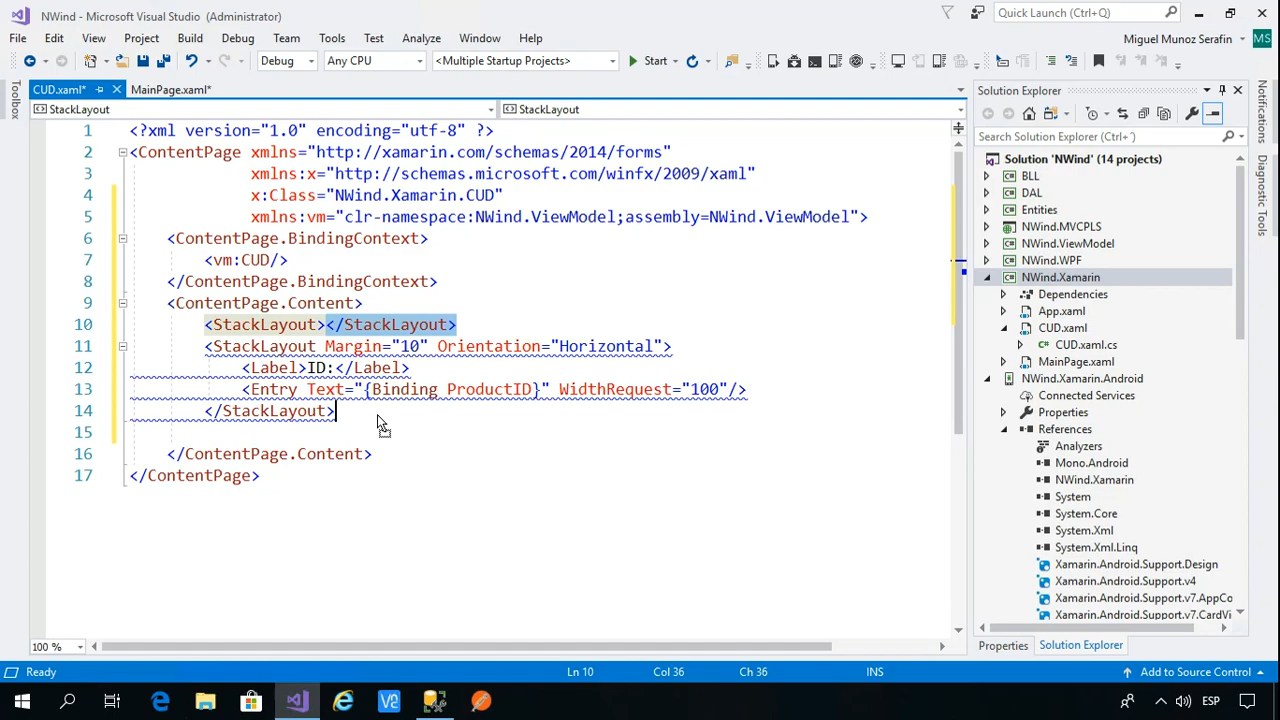 NWind - Microsoft Visual Studio (Administrator)
Quick Launch (Ctrl+Q)
File Edit View Project Build Debug Team Tools Test Analyze Window Help
Miguel Munoz Serafin MS
Debug Any CPU <Multiple Startup Projects> Start
Toolbox
CUD.xaml* MainPage.xaml*
StackLayout StackLayout
1 <?xml version="1.0" encoding="utf-8" ?>
2 <ContentPage xmlns="http://xamarin.com/schemas/2014/forms"
3 xmlns:x="http://schemas.microsoft.com/winfx/2009/xaml"
4 x:Class="NWind.Xamarin.CUD"
5 xmlns:vm="clr-namespace:NWind.ViewModel;assembly=NWind.ViewModel">
6 <ContentPage.BindingContext>
7 <vm:CUD/>
8 </ContentPage.BindingContext>
9 <ContentPage.Content>
10 <StackLayout></StackLayout>
11 <StackLayout Margin="10" Orientation="Horizontal">
12 <Label>ID:</Label>
13 <Entry Text="{Binding ProductID}" WidthRequest="100"/>
14 </StackLayout>
15
16 </ContentPage.Content>
17 </ContentPage>
100 %
Solution Explorer
Search Solution Explorer (Ctrl+´)
Solution 'NWind' (14 projects)
BLL
DAL
Entities
NWind.MVCPLS
NWind.ViewModel
NWind.WPF
NWind.Xamarin
Dependencies
App.xaml
CUD.xaml
CUD.xaml.cs
MainPage.xaml
NWind.Xamarin.Android
Connected Services
Properties
References
Analyzers
Mono.Android
NWind.Xamarin
System
System.Core
System.Xml
System.Xml.Linq
Xamarin.Android.Support.Design
Xamarin.Android.Support.v4
Xamarin.Android.Support.v7.AppCo
Xamarin.Android.Support.v7.CardVi
Properties Solution Explorer
Notifications
Diagnostic Tools
Ready Ln 10 Col 36 Ch 36 INS Add to Source Control
ESP